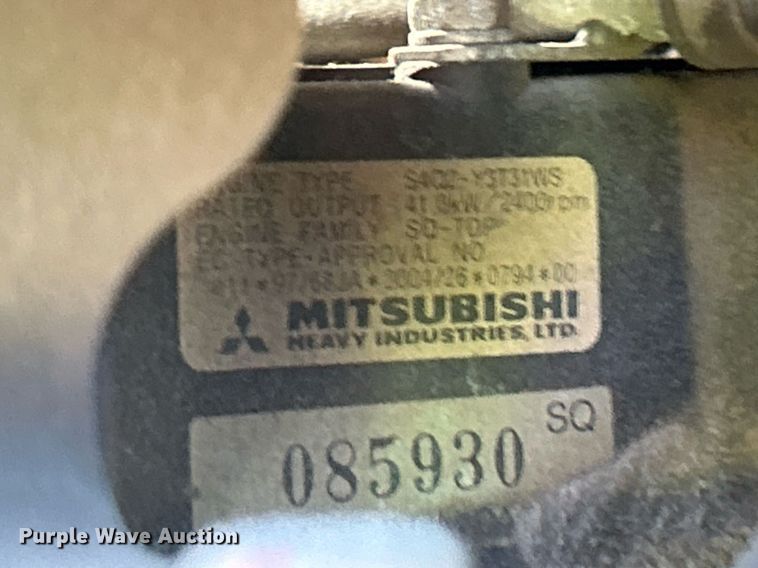 ENGINE TYPE S4Q2-Y3T31WS
RATED OUTPUT 41.8kW/2400rpm
ENGINE FAMILY SQ-TDP
EC TYPE-APPROVAL NO
e11*97/68JA*2004/26*0794*00
MITSUBISHI
HEAVY INDUSTRIES, LTD.
SQ
085930
Purple Wave Auction